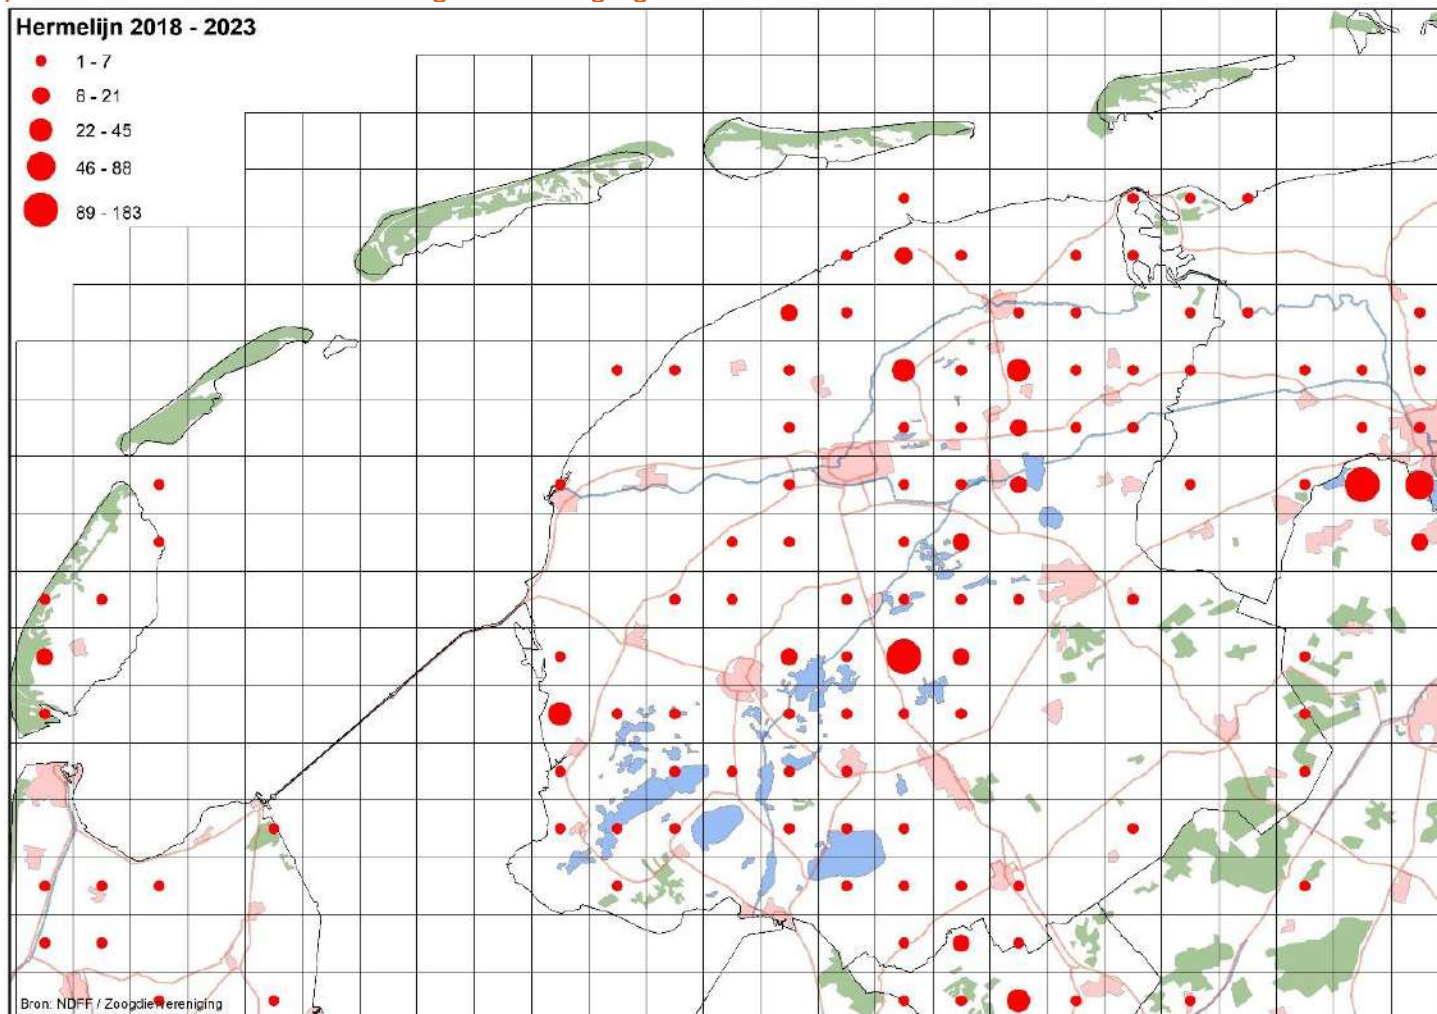 Hermelijn 2018 - 2023
1 - 7
8 - 21
22 - 45
46 - 88
89 - 183
Bron: NDFF / Zoogdiervereniging